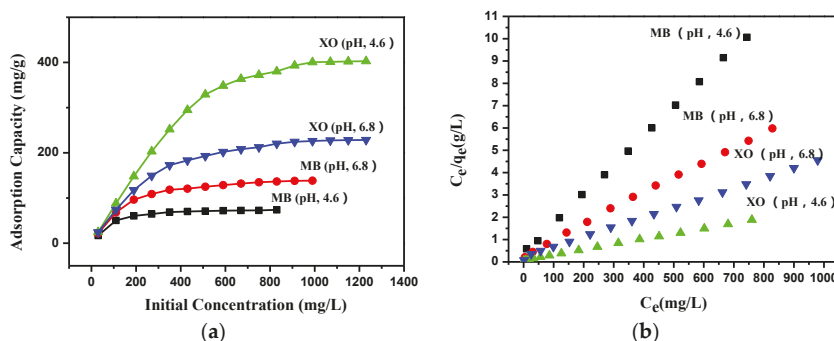 XO (pH, 4.6)
XO (pH, 6.8)
MB (pH, 6.8)
MB (pH, 4.6)
400
200
0
0 200 400 600 800 1000 1200 1400
Adsorption Capacity (mg/g)
Initial Concentration (mg/L)
(a)
MB ( pH , 4.6)
MB ( pH , 6.8)
XO ( pH , 6.8)
XO ( pH , 4.6)
11
10
9
8
7
6
5
4
3
2
1
0
0 100 200 300 400 500 600 700 800 900 1000
Ce/qe(g/L)
Ce(mg/L)
(b)